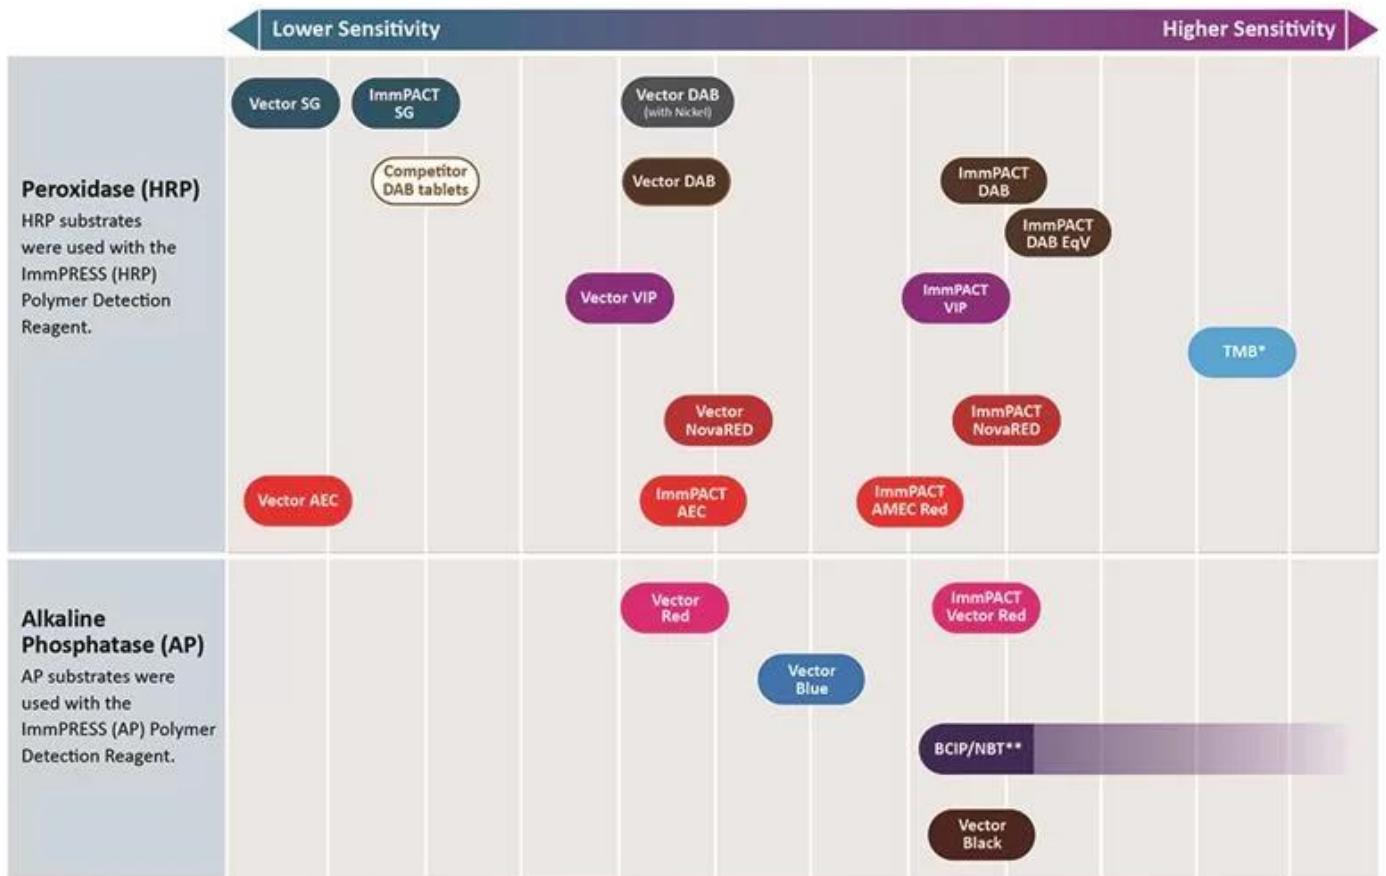 Lower Sensitivity
Higher Sensitivity
Peroxidase (HRP)
HRP substrates
were used with the
ImmPRESS (HRP)
Polymer Detection
Reagent.
Vector SG
ImmPACT
SG
Vector DAB
(with Nickel)
Competitor
DAB tablets
Vector DAB
ImmPACT
DAB
ImmPACT
DAB EqV
Vector VIP
ImmPACT
VIP
TMB*
Vector
NovaRED
ImmPACT
NovaRED
Vector AEC
ImmPACT
AEC
ImmPACT
AMEC Red
Alkaline
Phosphatase (AP)
AP substrates were
used with the
ImmPRESS (AP) Polymer
Detection Reagent.
Vector
Red
ImmPACT
Vector Red
Vector
Blue
BCIP/NBT**
Vector
Black